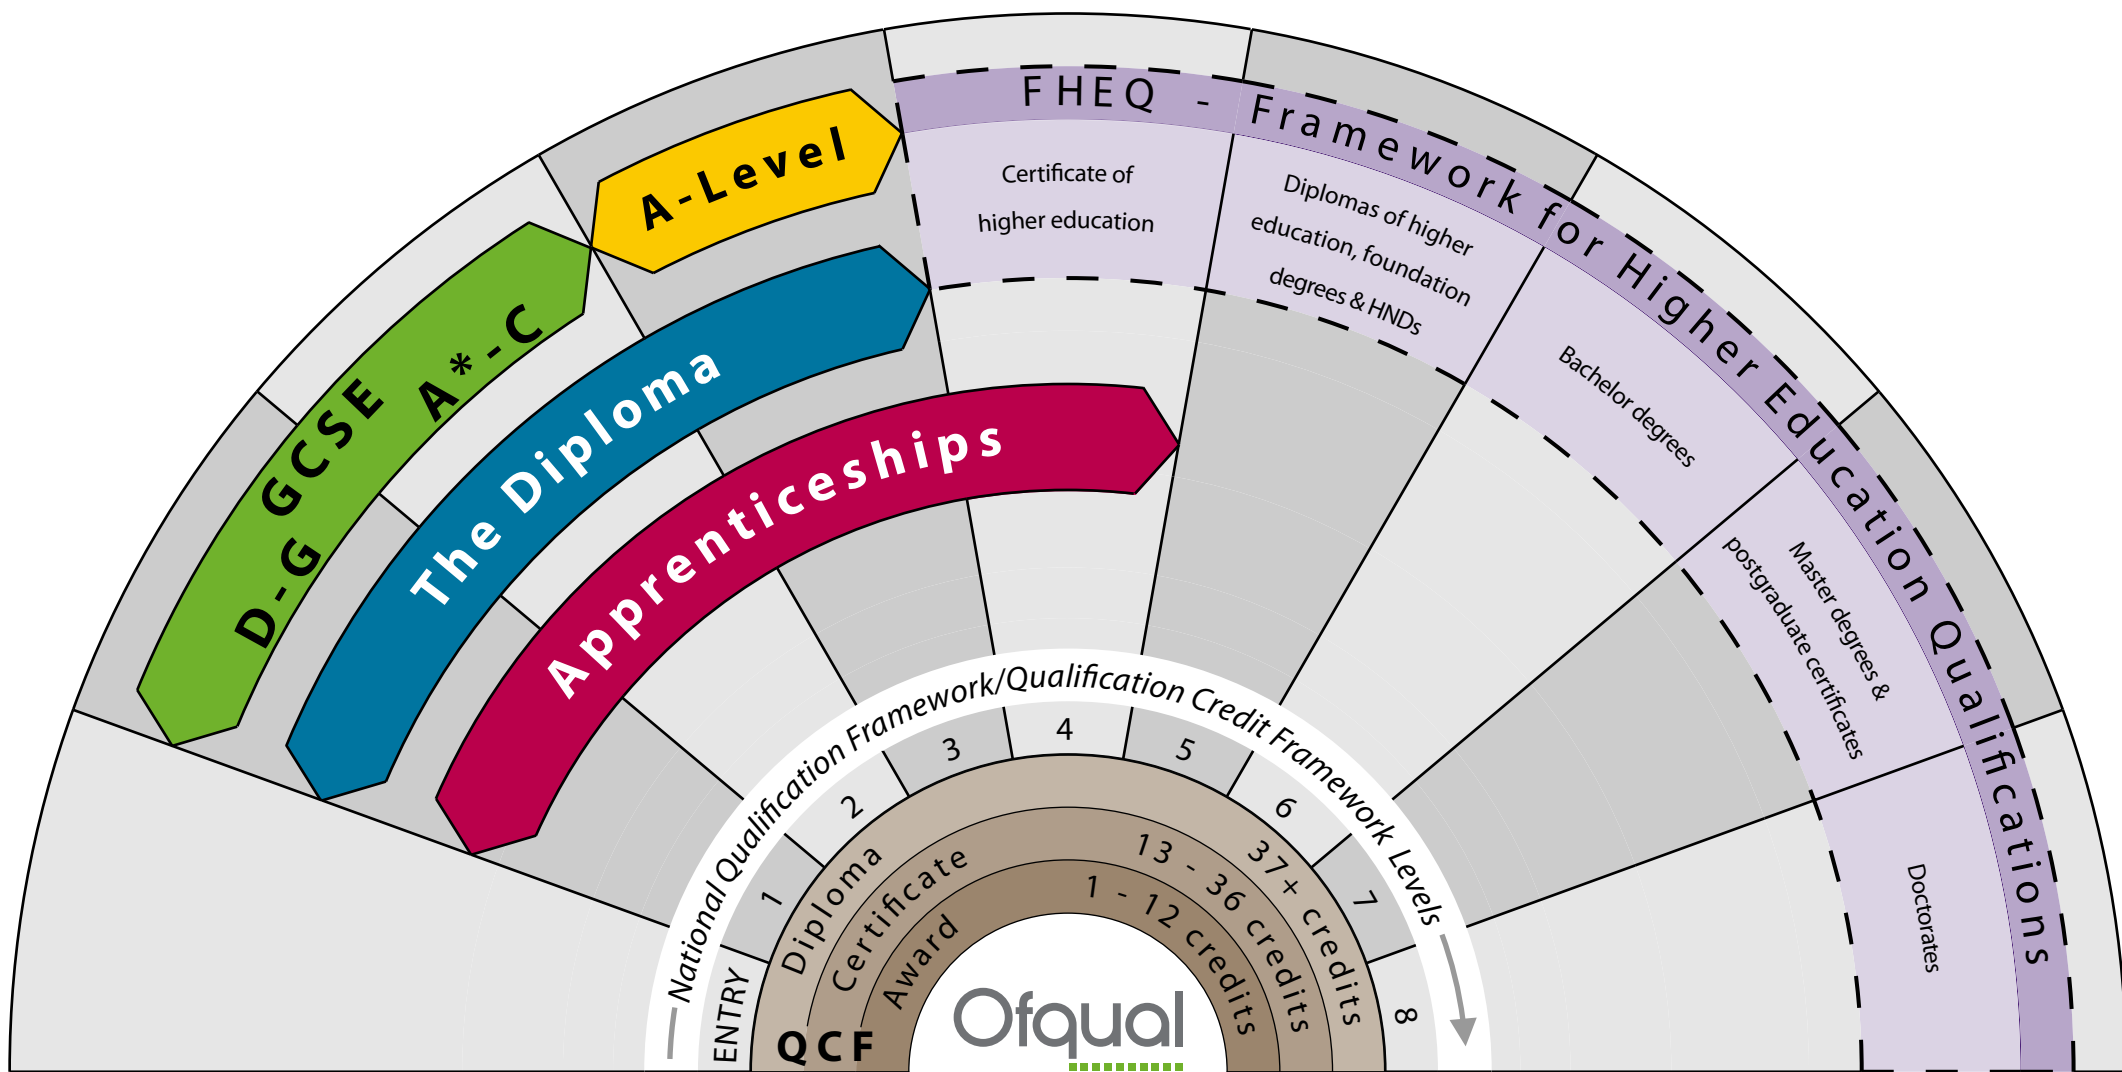 FHEQ - Framework for Higher Education Qualifications
A-Level
GCSE
D-G A*-C
The Diploma
Apprenticeships
Certificate of
higher education
Diplomas of higher
education, foundation
degrees & HNDs
Bachelor degrees
Master degrees &
postgraduate certificates
Doctorates
National Qualification Framework/Qualification Credit Framework Levels
ENTRY
1
2
3
4
5
6
7
8
Diploma 37+ credits
Certificate 13 - 36 credits
Award 1 - 12 credits
QCF
Ofqual